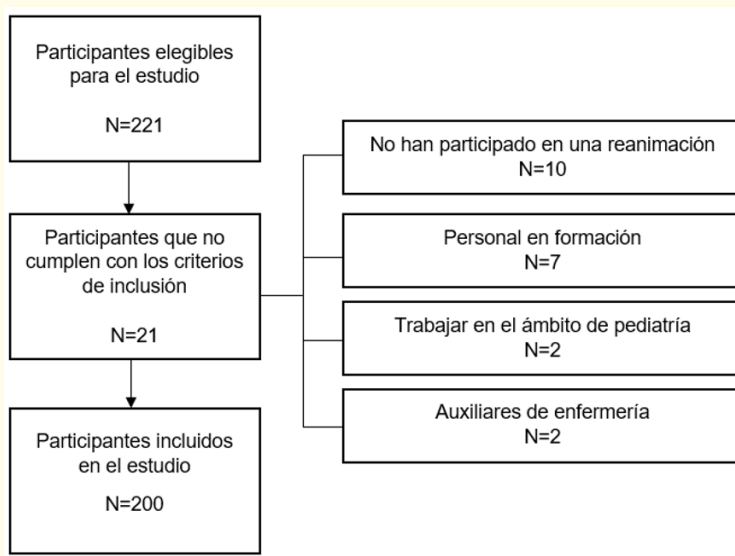 Participantes elegibles
para el estudio
N=221
Participantes que no
cumplen con los criterios
de inclusión
N=21
Participantes incluidos
en el estudio
N=200
No han participado en una reanimación
N=10
Personal en formación
N=7
Trabajar en el ámbito de pediatría
N=2
Auxiliares de enfermería
N=2